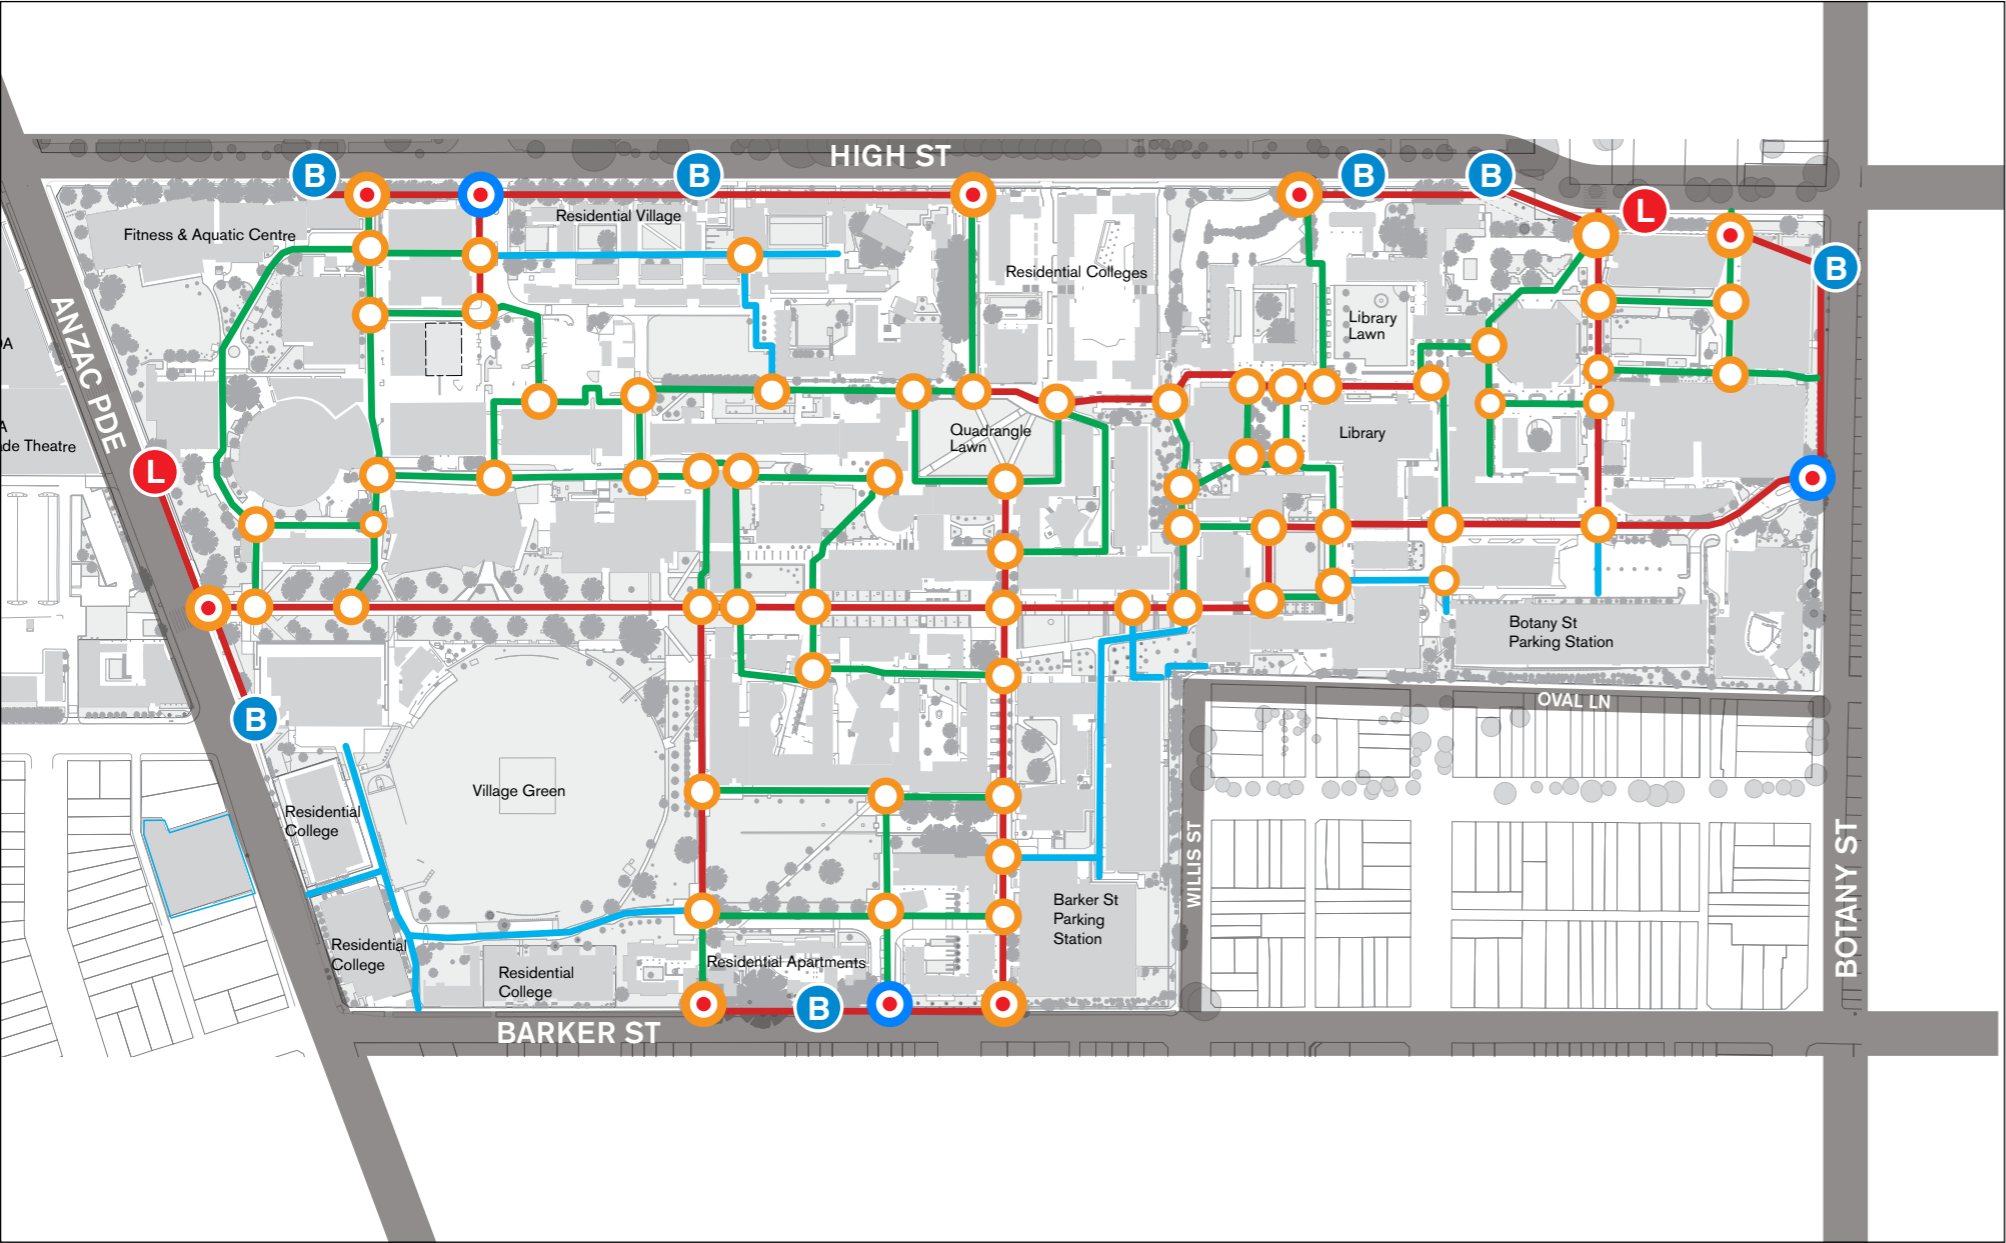 HIGH ST
B
B
B
B
L
B
Residential Village
Fitness & Aquatic Centre
Residential Colleges
ANZAC PDE
Library
Lawn
Quadrangle
Lawn
Library
ade Theatre
L
Botany St
Parking Station
OVAL LN
B
Village Green
Residential
College
WILLIS ST
BOTANY ST
Barker St
Parking
Station
Residential
College
Residential Apartments
Residential
College
B
BARKER ST